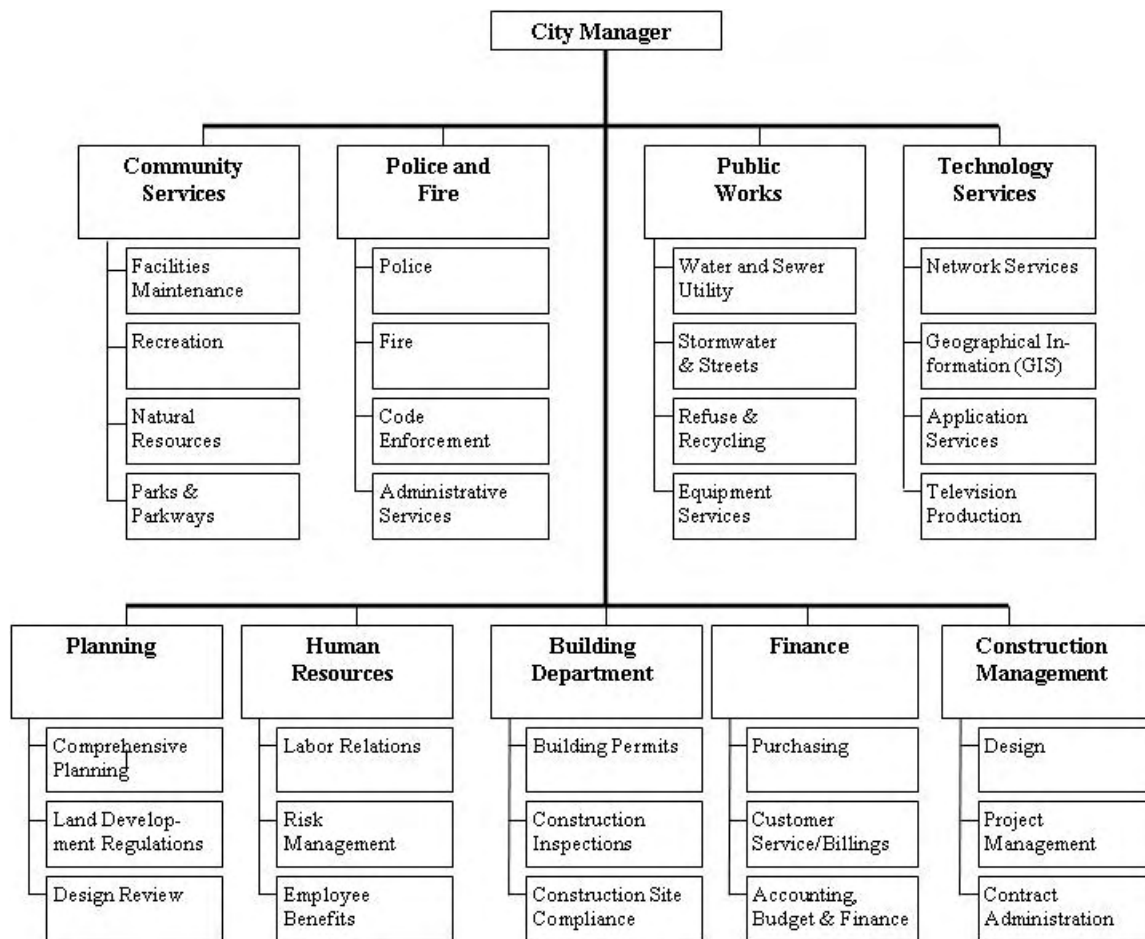 City Manager
Community
Services
Facilities
Maintenance
Recreation
Natural
Resources
Parks &
Parkways
Police and
Fire
Police
Fire
Code
Enforcement
Administrative
Services
Public
Works
Water and Sewer
Utility
Stormwater
& Streets
Refuse &
Recycling
Equipment
Services
Technology
Services
Network Services
Geographical In-
formation (GIS)
Application
Services
Television
Production
Planning
Comprehensive
Planning
Land Develop-
ment Regulations
Design Review
Human
Resources
Labor Relations
Risk
Management
Employee
Benefits
Building
Department
Building Permits
Construction
Inspections
Construction Site
Compliance
Finance
Purchasing
Customer
Service/Billings
Accounting,
Budget & Finance
Construction
Management
Design
Project
Management
Contract
Administration